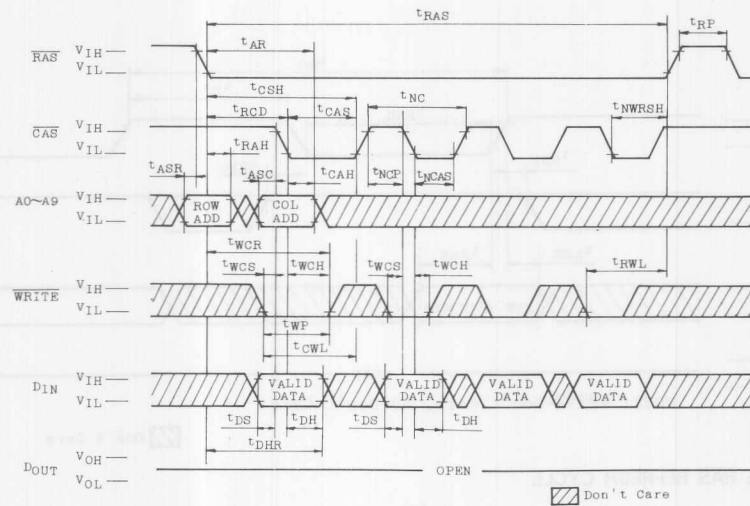 tRAS
tRP
tAR
RAS VIH
VIL
tCSH
tNC
tRCD tCAS
tNWRSH
CAS VIH
VIL
tRAH
tNCP tNCAS
tASR tASC tCAH
A0~A9 VIH
VIL
ROW ADD
COL ADD
tWCR
tWCS tWCH tWCS tWCH
tRWL
WRITE VIH
VIL
tWP
tCWL
DIN VIH
VIL
VALID DATA
VALID DATA
VALID DATA
VALID DATA
tDS tDH tDS tDH
tDHR
DOUT VOH
VOL
OPEN
Don't Care